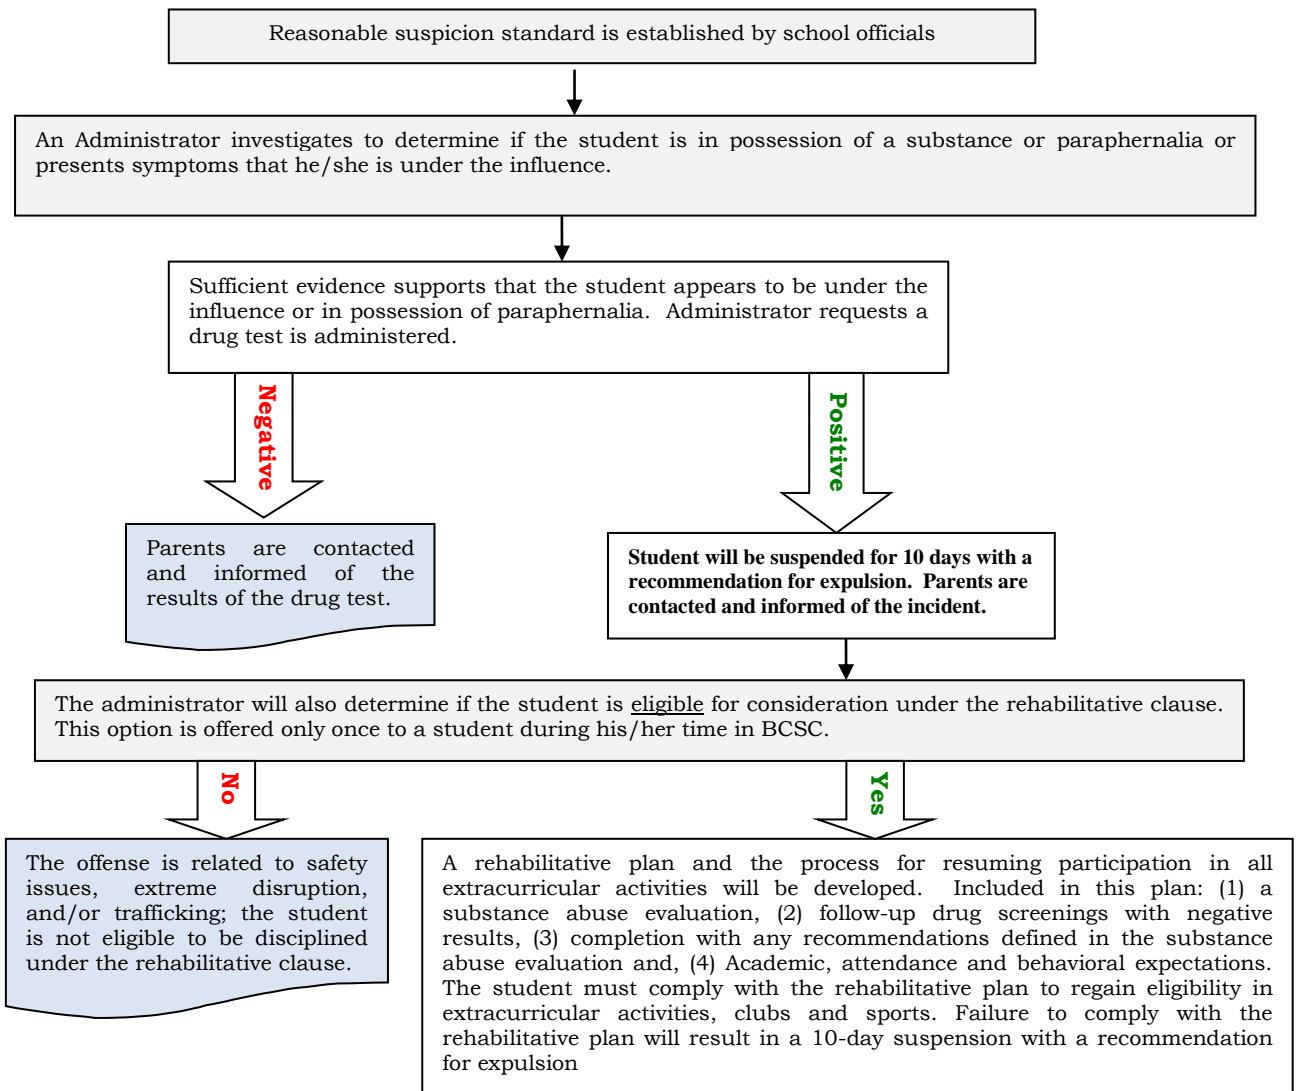 Reasonable suspicion standard is established by school officials
An Administrator investigates to determine if the student is in possession of a substance or paraphernalia or
presents symptoms that he/she is under the influence.
Sufficient evidence supports that the student appears to be under the
influence or in possession of paraphernalia. Administrator requests a
drug test is administered.
Negative
Positive
Parents are contacted
and informed of the
results of the drug test.
Student will be suspended for 10 days with a
recommendation for expulsion. Parents are
contacted and informed of the incident.
The administrator will also determine if the student is eligible for consideration under the rehabilitative clause.
This option is offered only once to a student during his/her time in BCSC.
No
Yes
The offense is related to safety
issues, extreme disruption,
and/or trafficking; the student
is not eligible to be disciplined
under the rehabilitative clause.
A rehabilitative plan and the process for resuming participation in all
extracurricular activities will be developed. Included in this plan: (1) a
substance abuse evaluation, (2) follow-up drug screenings with negative
results, (3) completion with any recommendations defined in the substance
abuse evaluation and, (4) Academic, attendance and behavioral expectations.
The student must comply with the rehabilitative plan to regain eligibility in
extracurricular activities, clubs and sports. Failure to comply with the
rehabilitative plan will result in a 10-day suspension with a recommendation
for expulsion